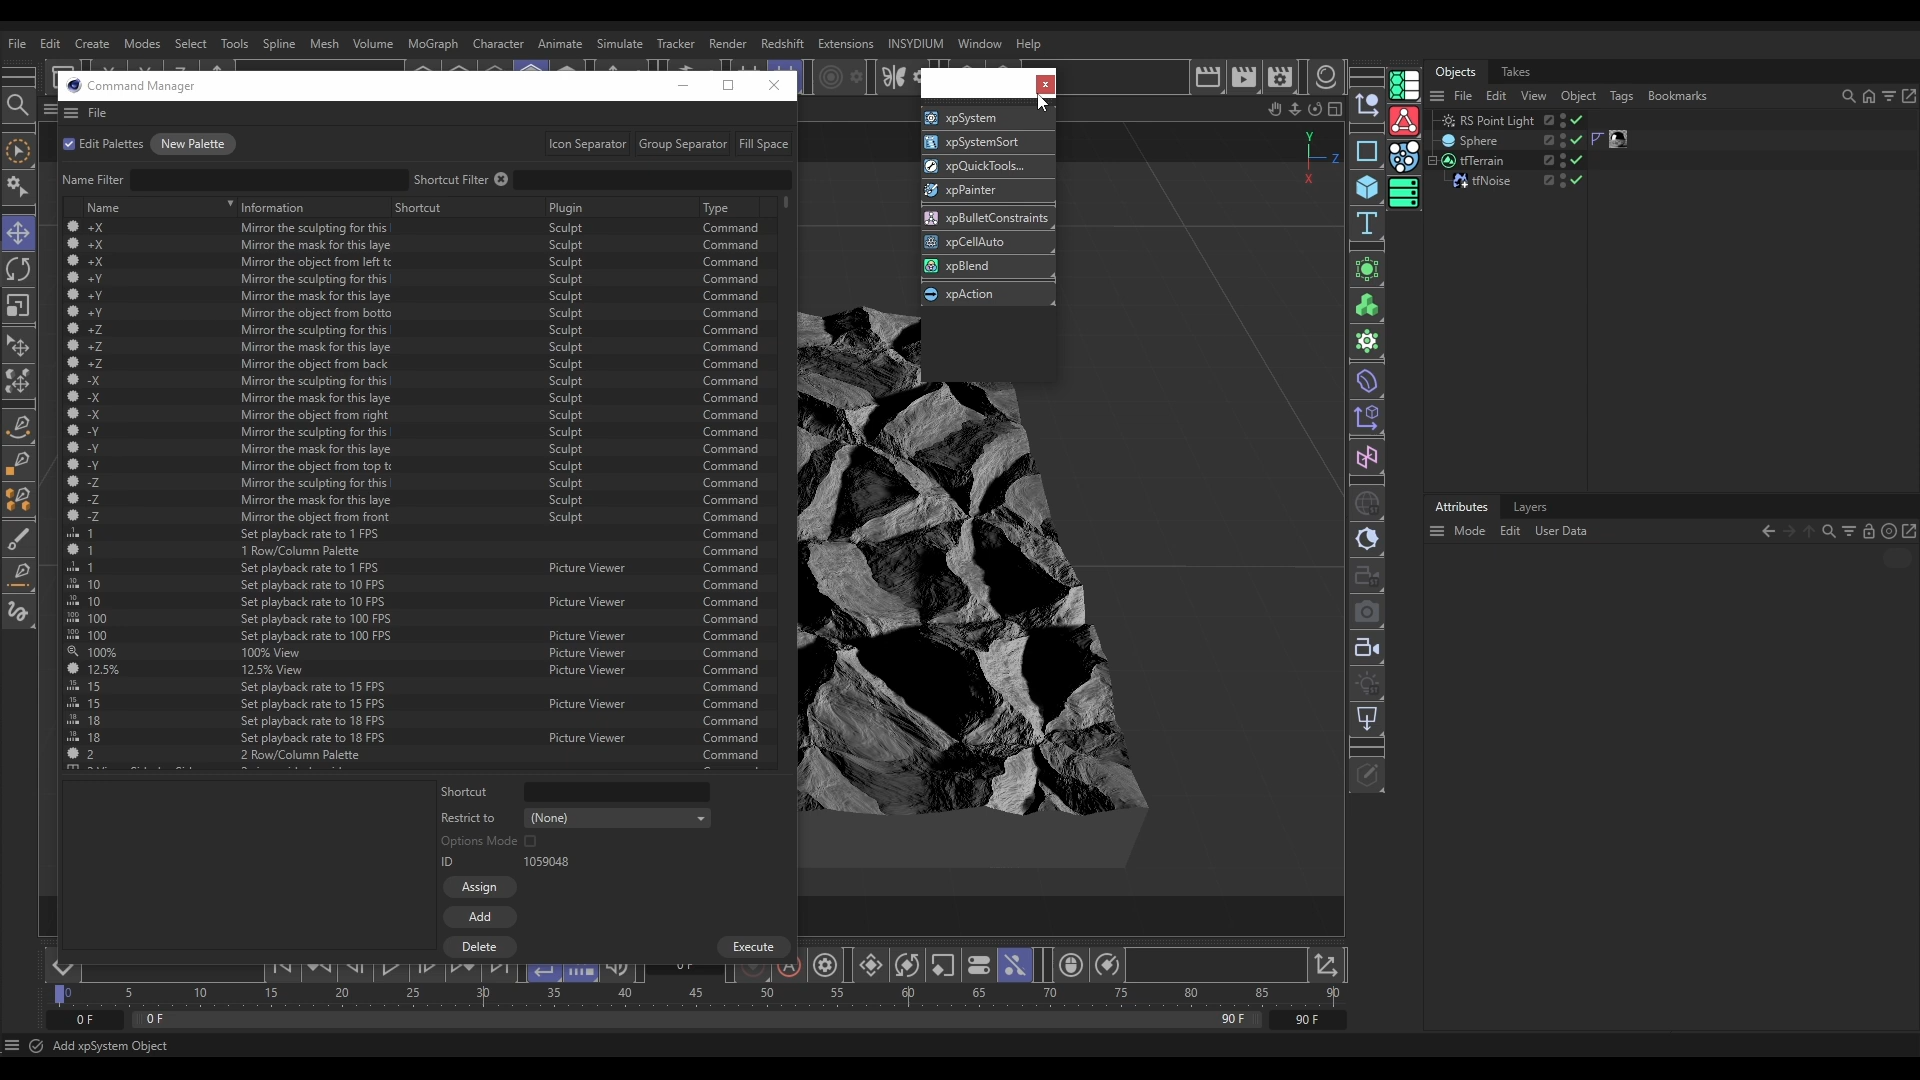 File Edit Create Modes Select Tools Spline Mesh Volume MoGraph Character Animate Simulate Tracker Render Redshift Extensions INSYDIUM Window Help
Command Manager
File
Edit Palettes New Palette Icon Separator Group Separator Fill Space
Name Filter Shortcut Filter
Name Information Shortcut Plugin Type
+X Mirror the sculpting for this Sculpt Command
+X Mirror the mask for this laye Sculpt Command
+X Mirror the object from left to Sculpt Command
+Y Mirror the sculpting for this Sculpt Command
+Y Mirror the mask for this laye Sculpt Command
+Y Mirror the object from botto Sculpt Command
+Z Mirror the sculpting for this Sculpt Command
+Z Mirror the mask for this laye Sculpt Command
+Z Mirror the object from back Sculpt Command
-X Mirror the sculpting for this Sculpt Command
-X Mirror the mask for this laye Sculpt Command
-X Mirror the object from right Sculpt Command
-Y Mirror the sculpting for this Sculpt Command
-Y Mirror the mask for this laye Sculpt Command
-Y Mirror the object from top to Sculpt Command
-Z Mirror the sculpting for this Sculpt Command
-Z Mirror the mask for this laye Sculpt Command
-Z Mirror the object from front Sculpt Command
1 Set playback rate to 1 FPS Command
1 1 Row/Column Palette Command
1 Set playback rate to 1 FPS Picture Viewer Command
10 Set playback rate to 10 FPS Command
10 Set playback rate to 10 FPS Picture Viewer Command
100 Set playback rate to 100 FPS Command
100 Set playback rate to 100 FPS Picture Viewer Command
100% 100% View Picture Viewer Command
12.5% 12.5% View Picture Viewer Command
15 Set playback rate to 15 FPS Command
15 Set playback rate to 15 FPS Picture Viewer Command
18 Set playback rate to 18 FPS Command
18 Set playback rate to 18 FPS Picture Viewer Command
2 2 Row/Column Palette Command
Shortcut
Restrict to (None)
Options Mode
ID 1059048
Assign
Add
Delete Execute
xpSystem
xpSystemSort
xpQuickTools...
xpPainter
xpBulletConstraints
xpCellAuto
xpBlend
xpAction
Y
Z
X
Objects Takes
File Edit View Object Tags Bookmarks
RS Point Light
Sphere
tfTerrain
tfNoise
Attributes Layers
Mode Edit User Data
0 5 10 15 20 25 30 35 40 45 50 55 60 65 70 75 80 85 90
0 F 0 F 90 F 90 F
Add xpSystem Object